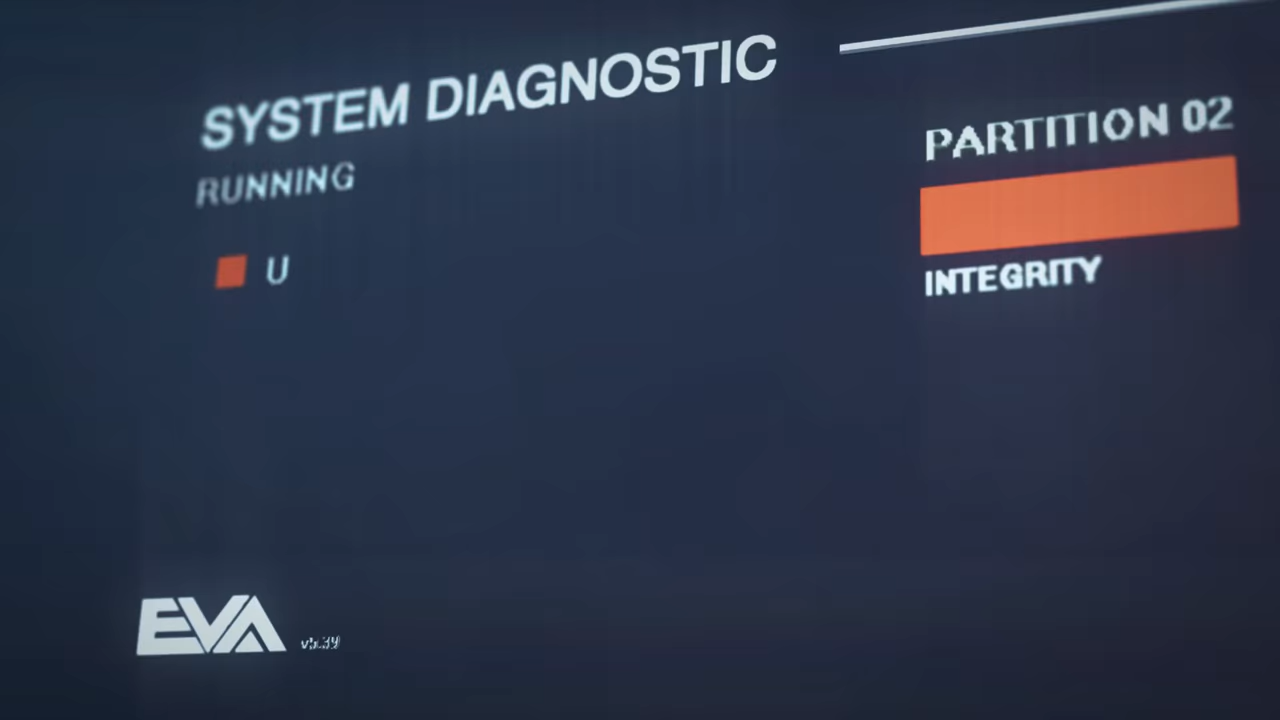 SYSTEM DIAGNOSTIC
RUNNING
U
PARTITION 02
INTEGRITY
EVA